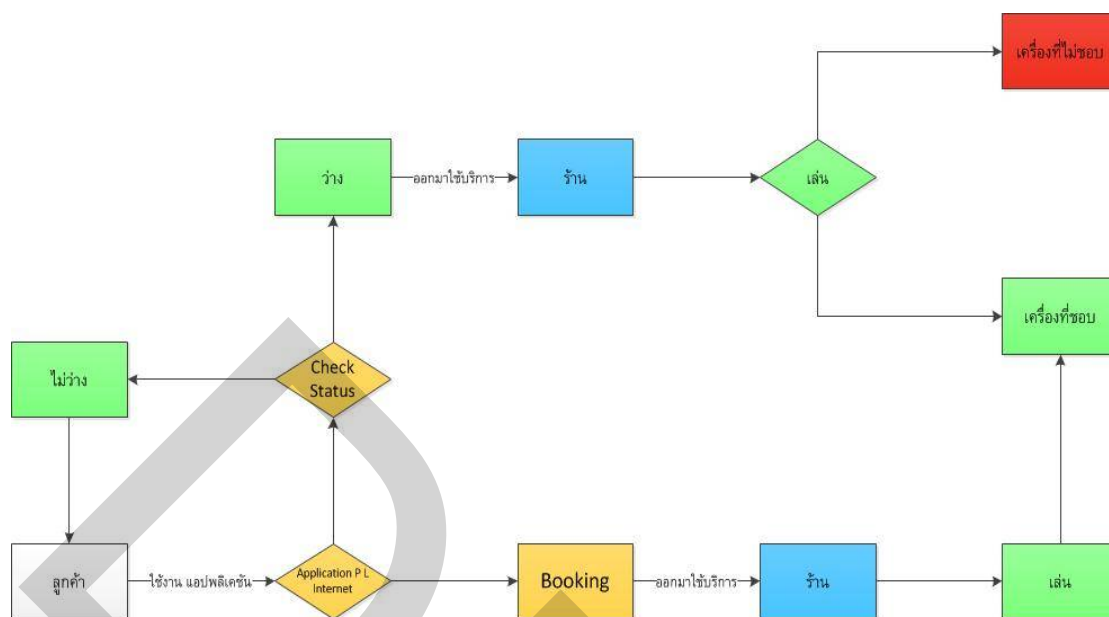 เครื่องที่ไม่ชอบ
ว่าง
ออกมาใช้บริการ
ร้าน
เล่น
เครื่องที่ชอบ
ไม่ว่าง
Check
Status
ลูกค้า
ใช้งาน แอปพลิเคชัน
Application P L
Internet
Booking
ออกมาใช้บริการ
ร้าน
เล่น